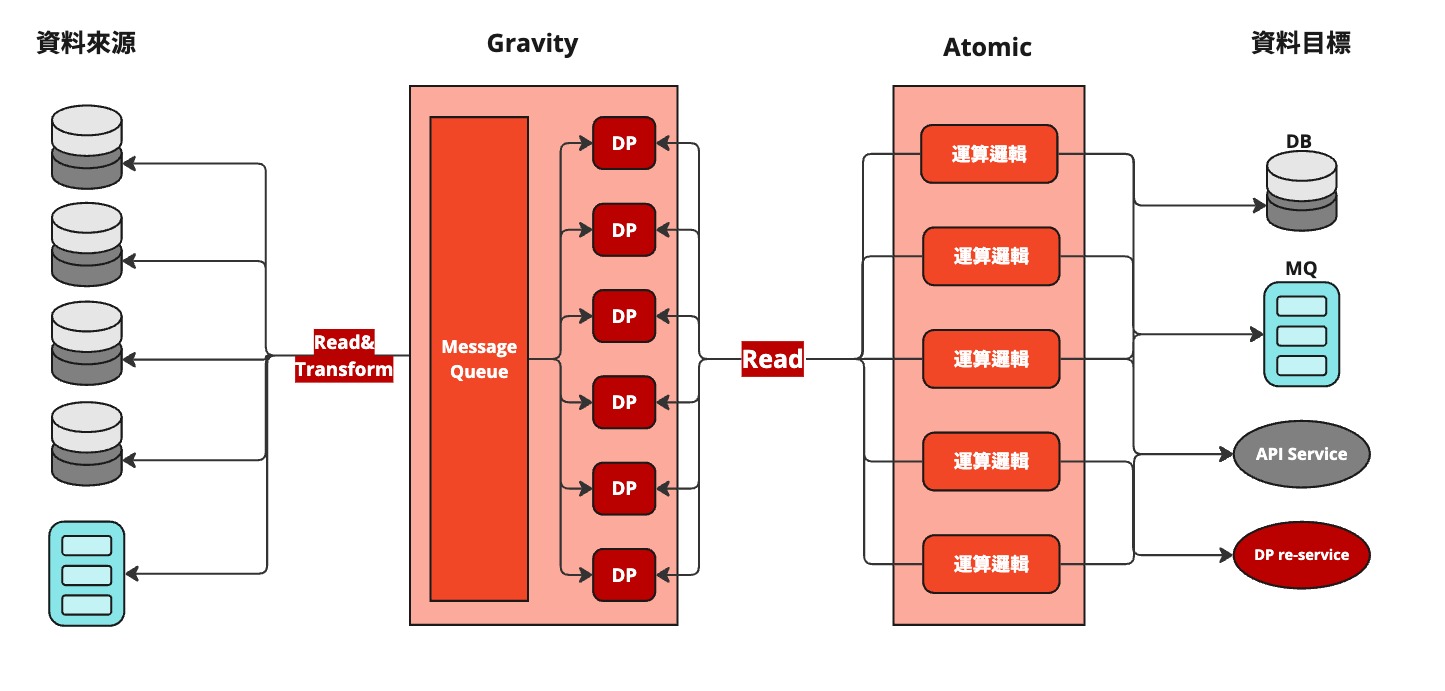 資料來源
Gravity
Atomic
資料目標
Read&
Transform
Message
Queue
DP
DP
DP
DP
DP
DP
Read
運算邏輯
運算邏輯
運算邏輯
運算邏輯
運算邏輯
DB
MQ
API Service
DP re-service